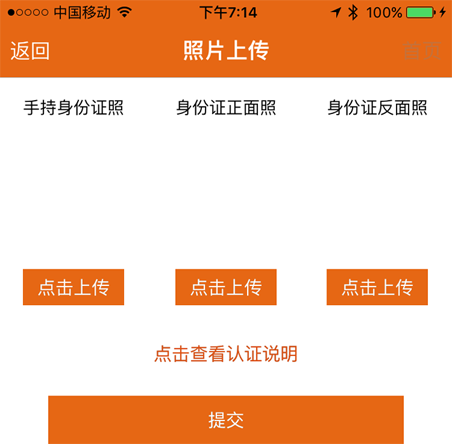 中国移动 下午7:14 100%
返回 照片上传
手持身份证照 身份证正面照 身份证反面照
点击上传 点击上传 点击上传
点击查看认证说明
提交